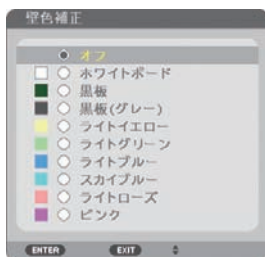 壁色補正
オフ
ホワイトボード
黒板
黒板(グレー)
ライトイエロー
ライトグリーン
ライトブルー
スカイブルー
ライトローズ
ピンク
ENTER EXIT